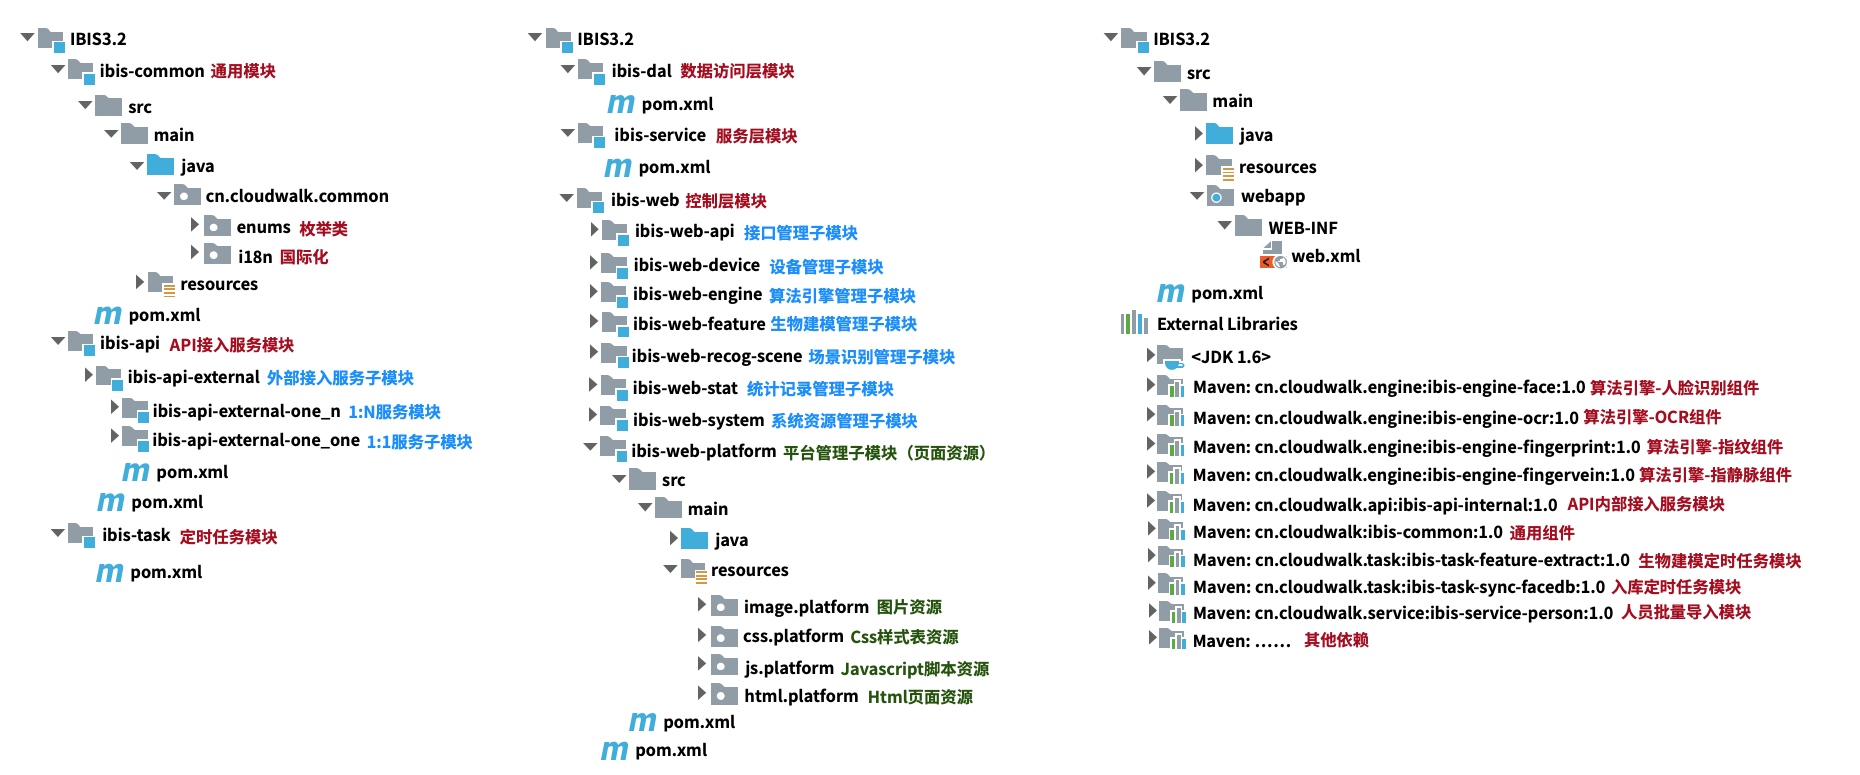 IBIS3.2
ibis-common 通用模块
src
main
java
cn.cloudwalk.common
enums 枚举类
i18n 国际化
resources
m pom.xml
ibis-api API接入服务模块
ibis-api-external 外部接入服务子模块
ibis-api-external-one_n 1:N服务模块
ibis-api-external-one_one 1:1服务子模块
m pom.xml
m pom.xml
ibis-task 定时任务模块
m pom.xml
IBIS3.2
ibis-dal 数据访问层模块
m pom.xml
ibis-service 服务层模块
m pom.xml
ibis-web 控制层模块
ibis-web-api 接口管理子模块
ibis-web-device 设备管理子模块
ibis-web-engine 算法引擎管理子模块
ibis-web-feature 生物建模管理子模块
ibis-web-recog-scene 场景识别管理子模块
ibis-web-stat 统计记录管理子模块
ibis-web-system 系统资源管理子模块
ibis-web-platform 平台管理子模块（页面资源）
src
main
java
resources
image.platform 图片资源
css.platform Css样式表资源
js.platform Javascript脚本资源
html.platform Html页面资源
m pom.xml
m pom.xml
IBIS3.2
src
main
java
resources
webapp
WEB-INF
web.xml
m pom.xml
External Libraries
<JDK 1.6>
Maven: cn.cloudwalk.engine:ibis-engine-face:1.0 算法引擎-人脸识别组件
Maven: cn.cloudwalk.engine:ibis-engine-ocr:1.0 算法引擎-OCR组件
Maven: cn.cloudwalk.engine:ibis-engine-fingerprint:1.0 算法引擎-指纹组件
Maven: cn.cloudwalk.engine:ibis-engine-fingervein:1.0 算法引擎-指静脉组件
Maven: cn.cloudwalk.api:ibis-api-internal:1.0 API内部接入服务模块
Maven: cn.cloudwalk:ibis-common:1.0 通用组件
Maven: cn.cloudwalk.task:ibis-task-feature-extract:1.0 生物建模定时任务模块
Maven: cn.cloudwalk.task:ibis-task-sync-facedb:1.0 入库定时任务模块
Maven: cn.cloudwalk.service:ibis-service-person:1.0 人员批量导入模块
Maven: …… 其他依赖